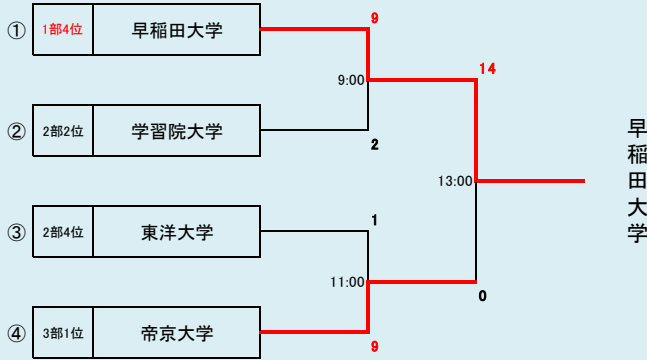 ① 1部4位 早稲田大学
9
9:00
14
② 2部2位 学習院大学
2
13:00
早稲田大学
③ 2部4位 東洋大学
1
11:00
0
④ 3部1位 帝京大学
9